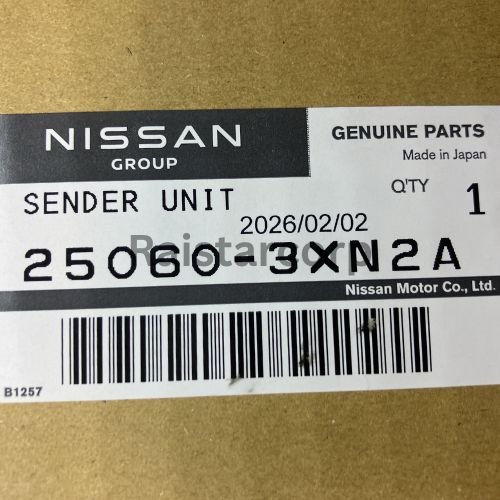 NISSAN
GROUP
GENUINE PARTS
Made in Japan
SENDER UNIT
Q'TY 1
2026/02/02
25060-3XN2A
Raistarcorp
Nissan Motor Co., Ltd.
B1257